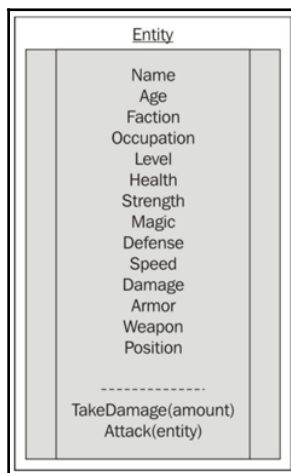 Entity
Name
Age
Faction
Occupation
Level
Health
Strength
Magic
Defense
Speed
Damage
Armor
Weapon
Position
TakeDamage(amount)
Attack(entity)